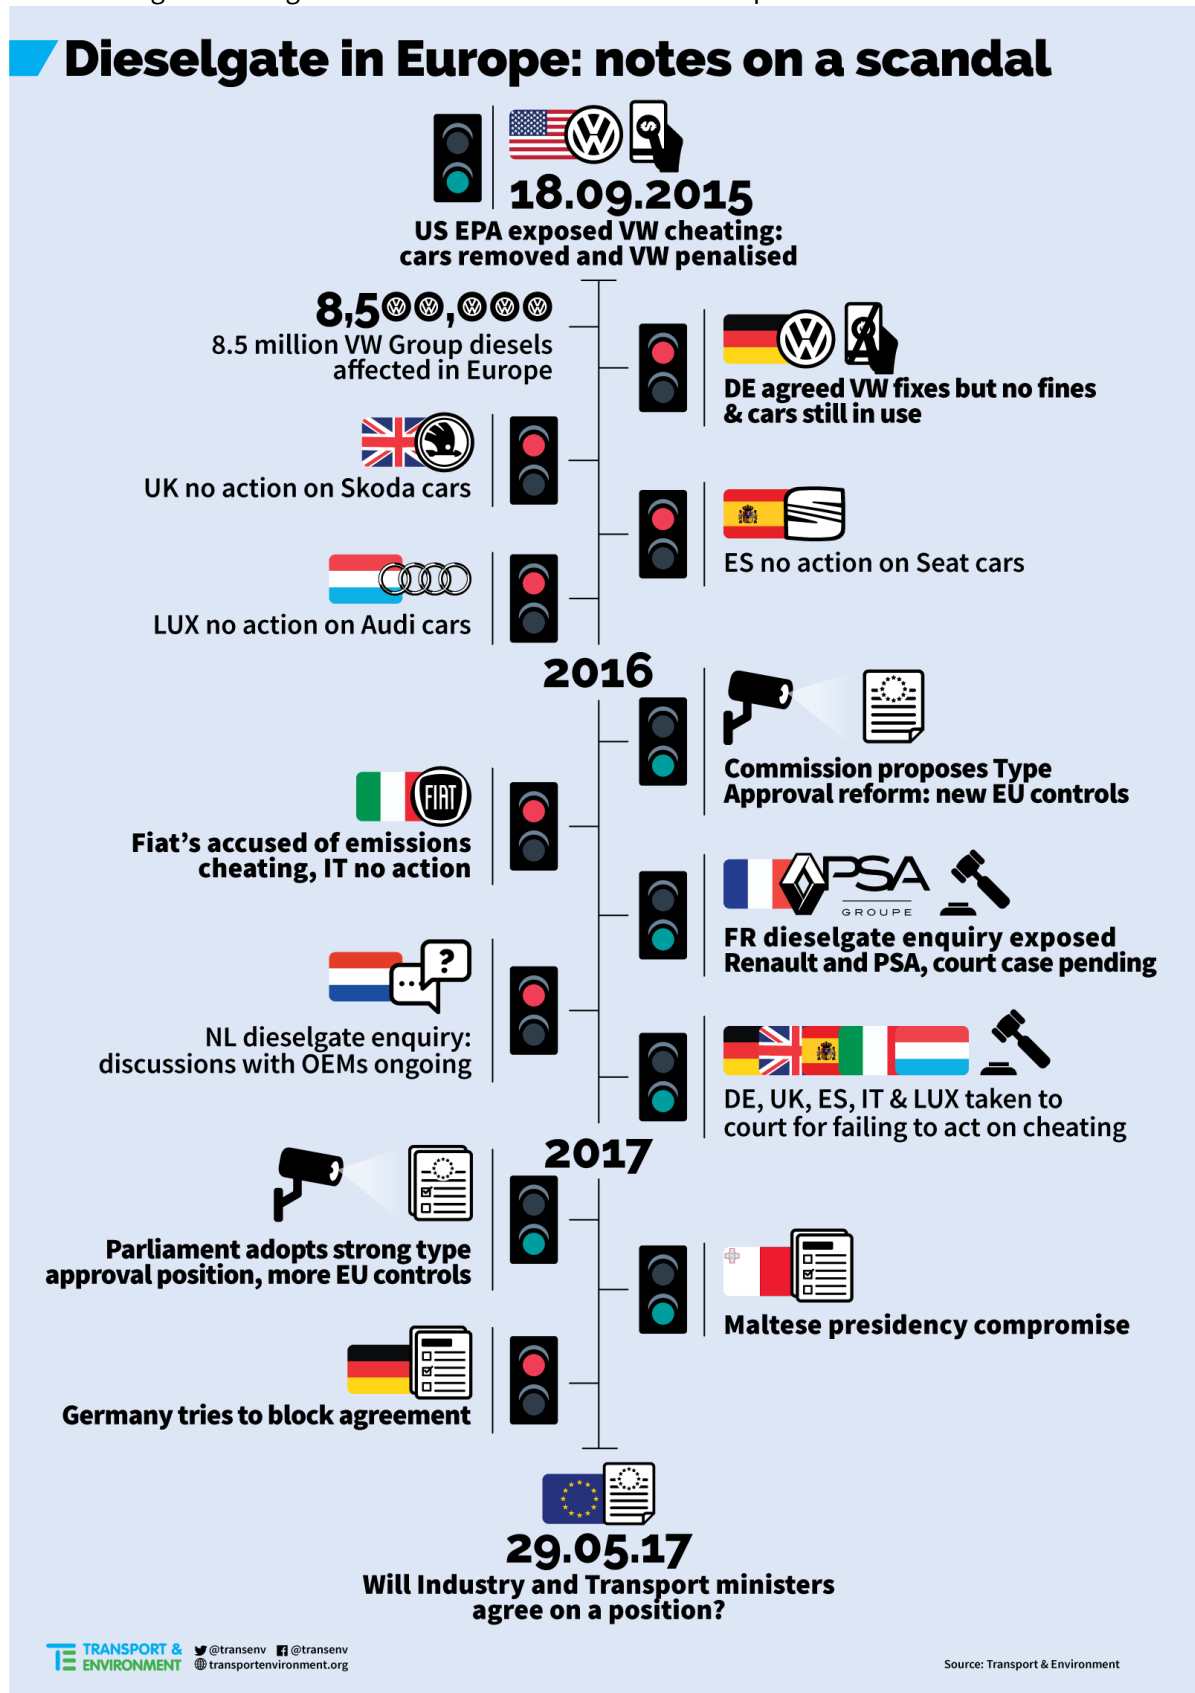 Dieselgate in Europe: notes on a scandal
18.09.2015
US EPA exposed VW cheating:
cars removed and VW penalised
8,5
8.5 million VW Group diesels
affected in Europe
DE agreed VW fixes but no fines
& cars still in use
UK no action on Skoda cars
ES no action on Seat cars
LUX no action on Audi cars
2016
Commission proposes Type
Approval reform: new EU controls
FIAT
Fiat's accused of emissions
cheating, IT no action
PSA
GROUPE
FR dieselgate enquiry exposed
Renault and PSA, court case pending
?
NL dieselgate enquiry:
discussions with OEMs ongoing
DE, UK, ES, IT & LUX taken to
court for failing to act on cheating
2017
Parliament adopts strong type
approval position, more EU controls
Maltese presidency compromise
Germany tries to block agreement
29.05.17
Will Industry and Transport ministers
agree on a position?
TRANSPORT &
ENVIRONMENT
@transenv @transenv
transportenvironment.org
Source: Transport & Environment